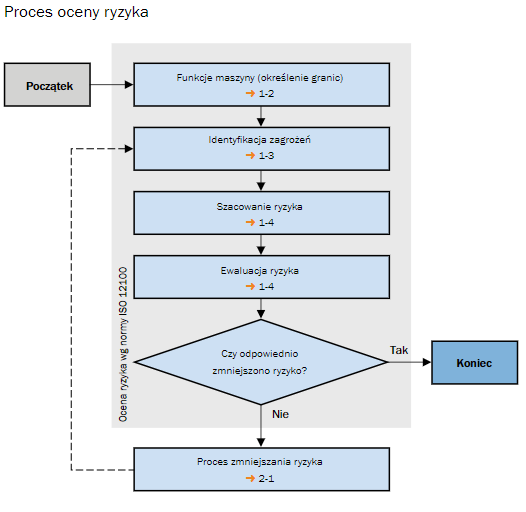 Proces oceny ryzyka
Początek
Funkcje maszyny (określenie granic)
➔ 1-2
Identyfikacja zagrożeń
➔ 1-3
Szacowanie ryzyka
➔ 1-4
Ewaluacja ryzyka
➔ 1-4
Ocena ryzyka wg normy ISO 12100
Czy odpowiednio
zmniejszono ryzyko?
Tak
Koniec
Nie
Proces zmniejszania ryzyka
➔ 2-1